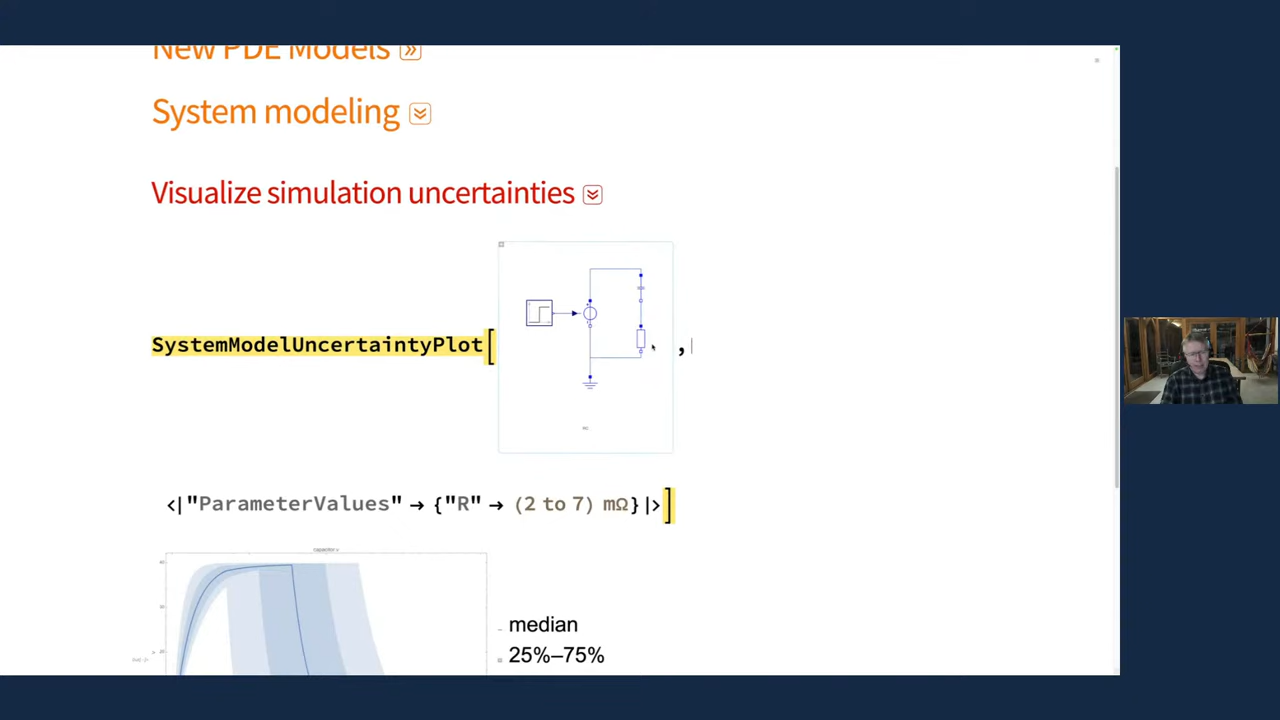 New PDE Models
System modeling
Visualize simulation uncertainties
SystemModelUncertaintyPlot[ ,
<|"ParameterValues" → {"R" → (2 to 7) mΩ}|>]
median
25%–75%